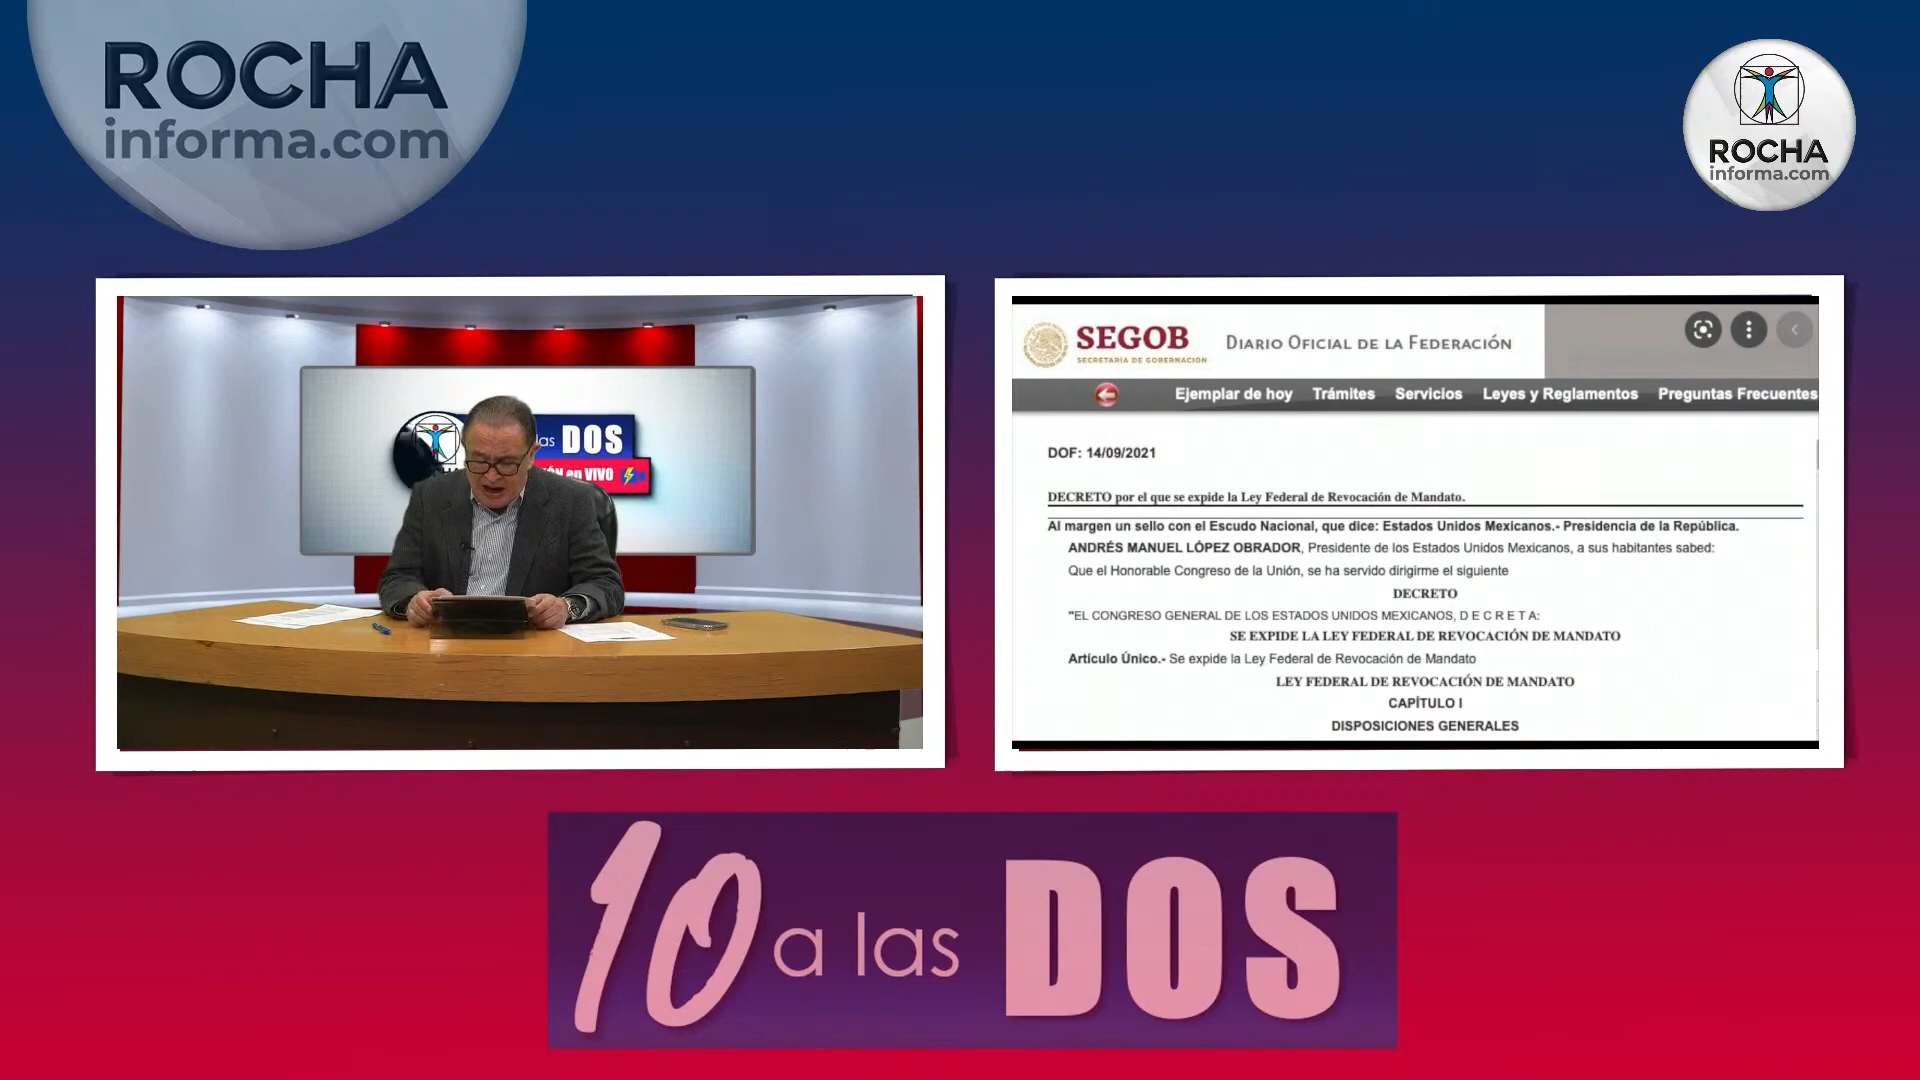 ROCHA
informa.com
ROCHA
informa.com
las DOS
ÓN en VIVO
SEGOB
SECRETARÍA DE GOBERNACIÓN
DIARIO OFICIAL DE LA FEDERACIÓN
Ejemplar de hoy Trámites Servicios Leyes y Reglamentos Preguntas Frecuentes
DOF: 14/09/2021
DECRETO por el que se expide la Ley Federal de Revocación de Mandato.
Al margen un sello con el Escudo Nacional, que dice: Estados Unidos Mexicanos.- Presidencia de la República.
ANDRÉS MANUEL LÓPEZ OBRADOR, Presidente de los Estados Unidos Mexicanos, a sus habitantes sabed:
Que el Honorable Congreso de la Unión, se ha servido dirigirme el siguiente
DECRETO
"EL CONGRESO GENERAL DE LOS ESTADOS UNIDOS MEXICANOS, D E C R E T A:
SE EXPIDE LA LEY FEDERAL DE REVOCACIÓN DE MANDATO
Artículo Único.- Se expide la Ley Federal de Revocación de Mandato
LEY FEDERAL DE REVOCACIÓN DE MANDATO
CAPÍTULO I
DISPOSICIONES GENERALES
10 a las DOS